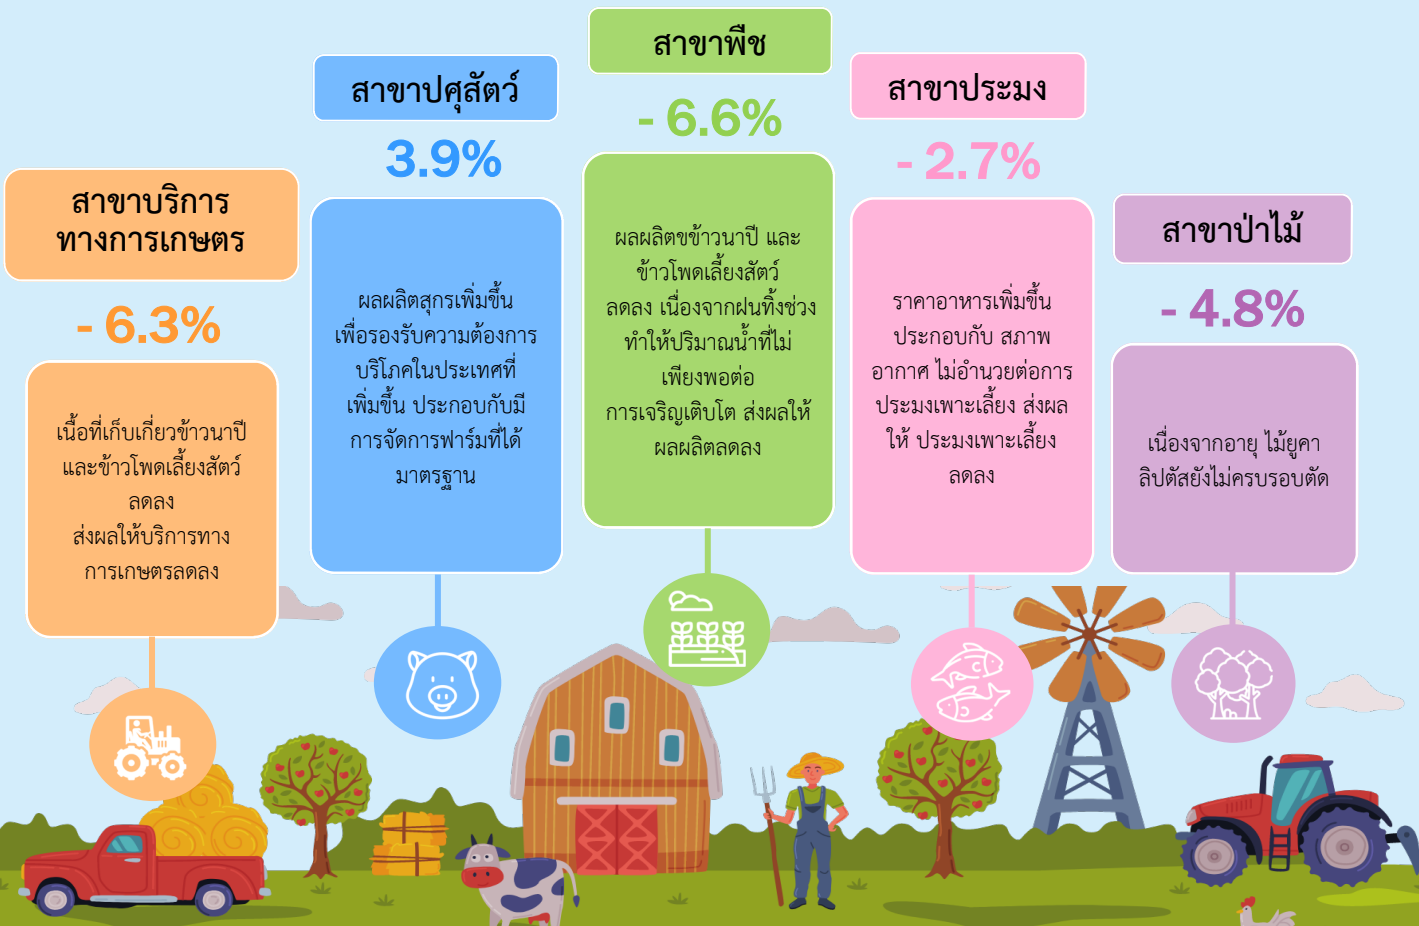 สาขาบริการ
ทางการเกษตร
- 6.3%
เนื้อที่เก็บเกี่ยวข้าวนาปี
และข้าวโพดเลี้ยงสัตว์
ลดลง
ส่งผลให้บริการทาง
การเกษตรลดลง
สาขาปศุสัตว์
3.9%
ผลผลิตสุกรเพิ่มขึ้น
เพื่อรองรับความต้องการ
บริโภคในประเทศที่
เพิ่มขึ้น ประกอบกับมี
การจัดการฟาร์มที่ได้
มาตรฐาน
สาขาพืช
- 6.6%
ผลผลิตขข้าวนาปี และ
ข้าวโพดเลี้ยงสัตว์
ลดลง เนื่องจากฝนทิ้งช่วง
ทำให้ปริมาณน้ำที่ไม่
เพียงพอต่อ
การเจริญเติบโต ส่งผลให้
ผลผลิตลดลง
สาขาประมง
- 2.7%
ราคาอาหารเพิ่มขึ้น
ประกอบกับ สภาพ
อากาศ ไม่อำนวยต่อการ
ประมงเพาะเลี้ยง ส่งผล
ให้ ประมงเพาะเลี้ยง
ลดลง
สาขาป่าไม้
- 4.8%
เนื่องจากอายุ ไม้ยูคา
ลิปตัสยังไม่ครบรอบตัด